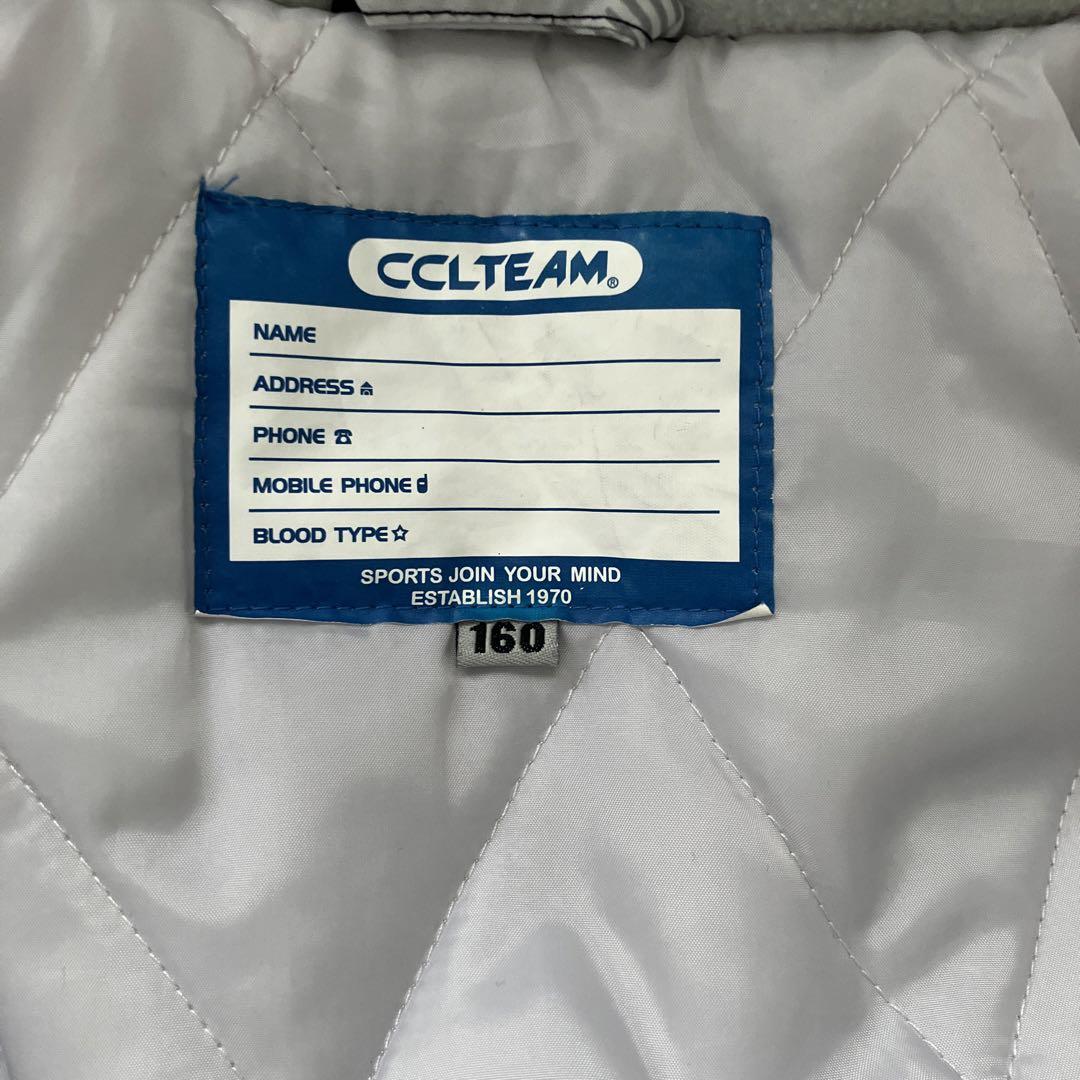 CCLTEAM®
NAME
ADDRESS
PHONE ☎
MOBILE PHONE
BLOOD TYPE☆
SPORTS JOIN YOUR MIND
ESTABLISH 1970
160